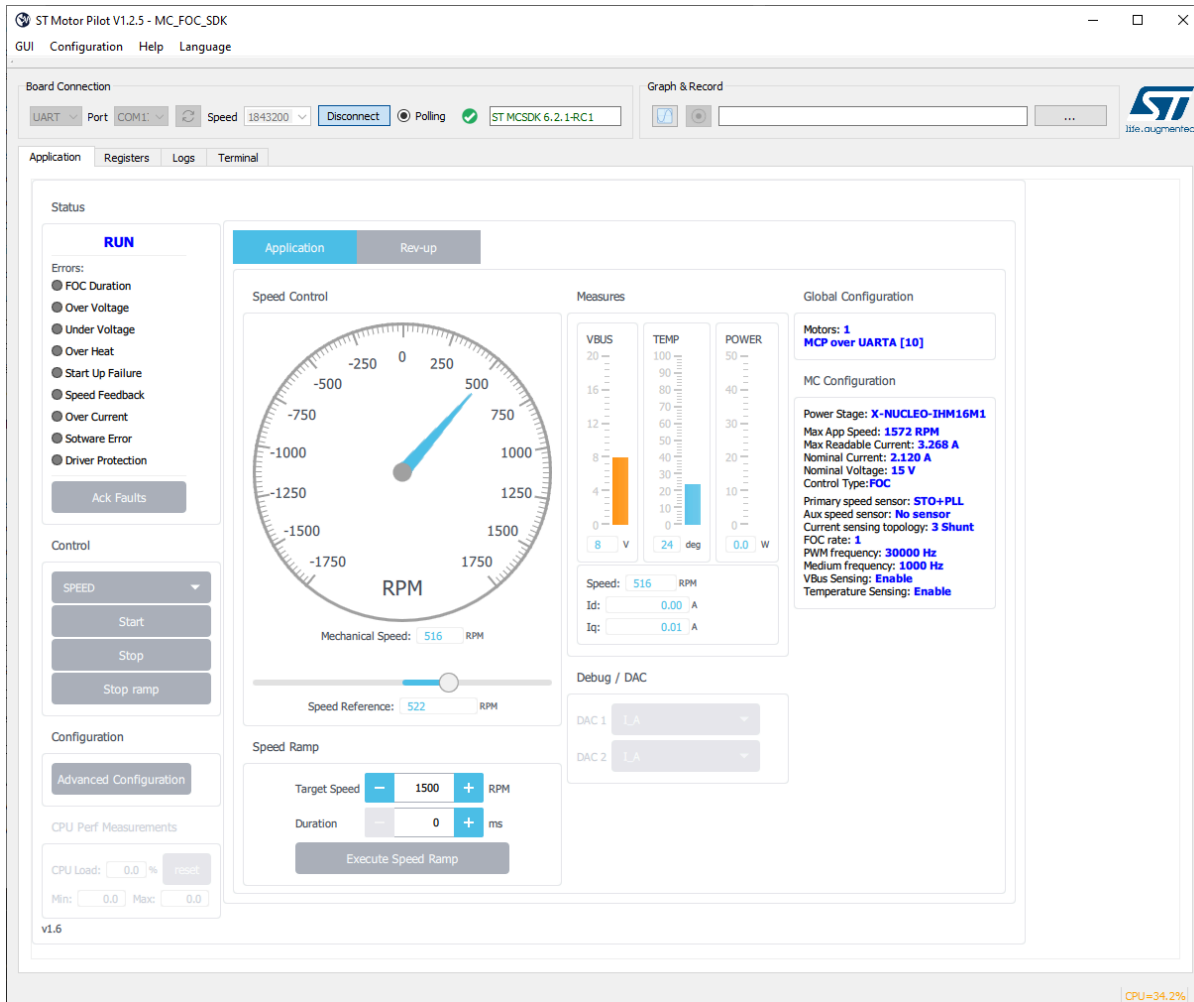 ST Motor Pilot V1.2.5 - MC_FOC_SDK
GUI Configuration Help Language
Board Connection
UART Port Speed 1843200 Disconnect Polling ST MCSDK 6.2.1-RC1
Graph & Record
...
ST
life.augmented
Application Registers Logs Terminal
Status
RUN
Errors:
FOC Duration
Over Voltage
Under Voltage
Over Heat
Start Up Failure
Speed Feedback
Over Current
Sotware Error
Driver Protection
Ack Faults
Control
SPEED
Start
Stop
Stop ramp
Configuration
Advanced Configuration
CPU Perf Measurements
CPU Load: 0.0 % reset
Min: 0.0 Max: 0.0
v1.6
Application Rev-up
Speed Control
0
-250 250
-500 500
-750 750
-1000 1000
-1250 1250
-1500 1500
-1750 1750
RPM
Mechanical Speed: 516 RPM
Speed Reference: 522 RPM
Speed Ramp
Target Speed − 1500 + RPM
Duration − 0 + ms
Execute Speed Ramp
Measures
VBUS
20
16
12
8
4
0
8 V
TEMP
100
90
80
70
60
50
40
30
20
10
0
24 deg
POWER
50
40
30
20
10
0
0.0 W
Speed: 516 RPM
Id: 0.00 A
Iq: 0.01 A
Debug / DAC
DAC 1 I_A
DAC 2 I_A
Global Configuration
Motors: 1
MCP over UARTA [10]
MC Configuration
Power Stage: X-NUCLEO-IHM16M1
Max App Speed: 1572 RPM
Max Readable Current: 3.268 A
Nominal Current: 2.120 A
Nominal Voltage: 15 V
Control Type:FOC
Primary speed sensor: STO+PLL
Aux speed sensor: No sensor
Current sensing topology: 3 Shunt
FOC rate: 1
PWM frequency: 30000 Hz
Medium frequency: 1000 Hz
VBus Sensing: Enable
Temperature Sensing: Enable
CPU=34.2%